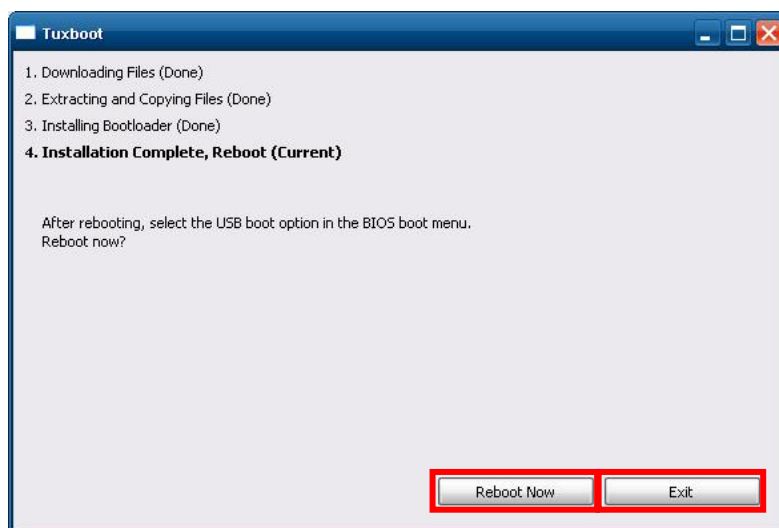 Tuxboot
1. Downloading Files (Done)
2. Extracting and Copying Files (Done)
3. Installing Bootloader (Done)
4. Installation Complete, Reboot (Current)
After rebooting, select the USB boot option in the BIOS boot menu.
Reboot now?
Reboot Now
Exit